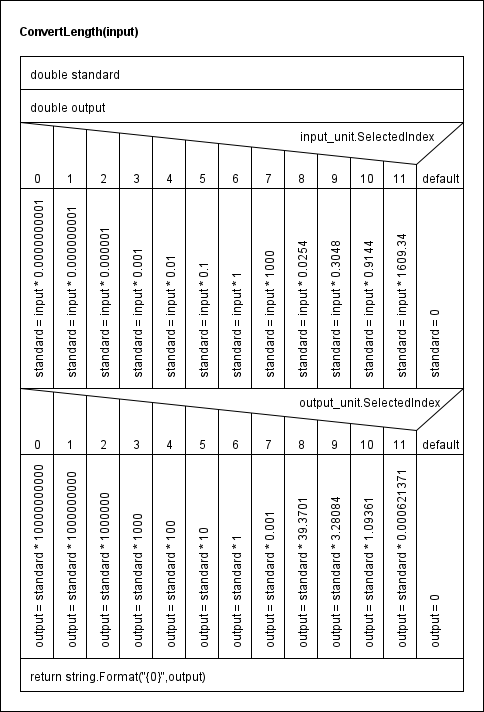 ConvertLength(input)
double standard
double output
input_unit.SelectedIndex
0 1 2 3 4 5 6 7 8 9 10 11 default
standard = input * 0.0000000001
standard = input * 0.000000001
standard = input * 0.000001
standard = input * 0.001
standard = input * 0.01
standard = input * 0.1
standard = input * 1
standard = input * 1000
standard = input * 0.0254
standard = input * 0.3048
standard = input * 0.9144
standard = input * 1609.34
standard = 0
output_unit.SelectedIndex
0 1 2 3 4 5 6 7 8 9 10 11 default
output = standard * 10000000000
output = standard * 1000000000
output = standard * 1000000
output = standard * 1000
output = standard * 100
output = standard * 10
output = standard * 1
output = standard * 0.001
output = standard * 39.3701
output = standard * 3.28084
output = standard * 1.09361
output = standard * 0.000621371
output = 0
return string.Format("{0}",output)